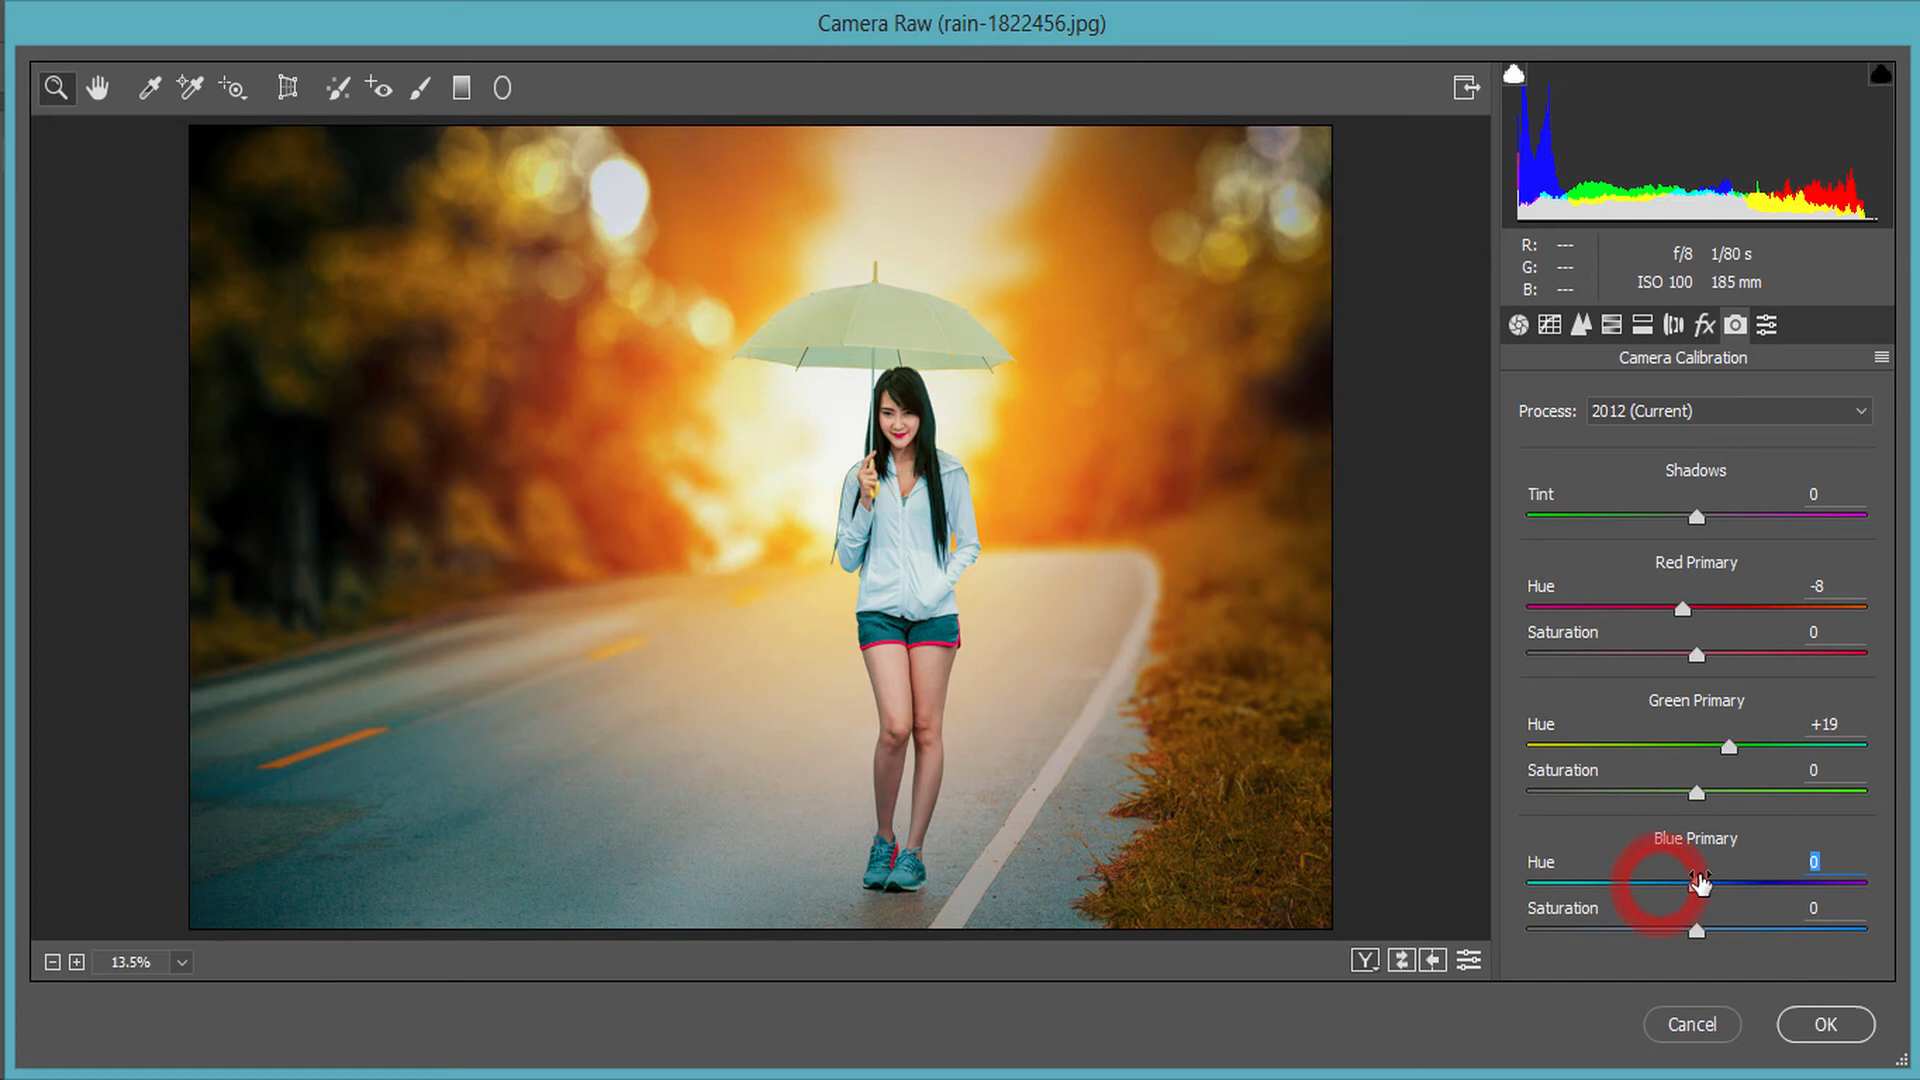 Camera Raw (rain-1822456.jpg)
R: ---
G: ---
B: ---
f/8 1/80 s
ISO 100 185 mm
fx
Camera Calibration
Process: 2012 (Current)
Shadows
Tint 0
Red Primary
Hue -8
Saturation 0
Green Primary
Hue +19
Saturation 0
Blue Primary
Hue 0
Saturation 0
13.5%
Y
Cancel OK